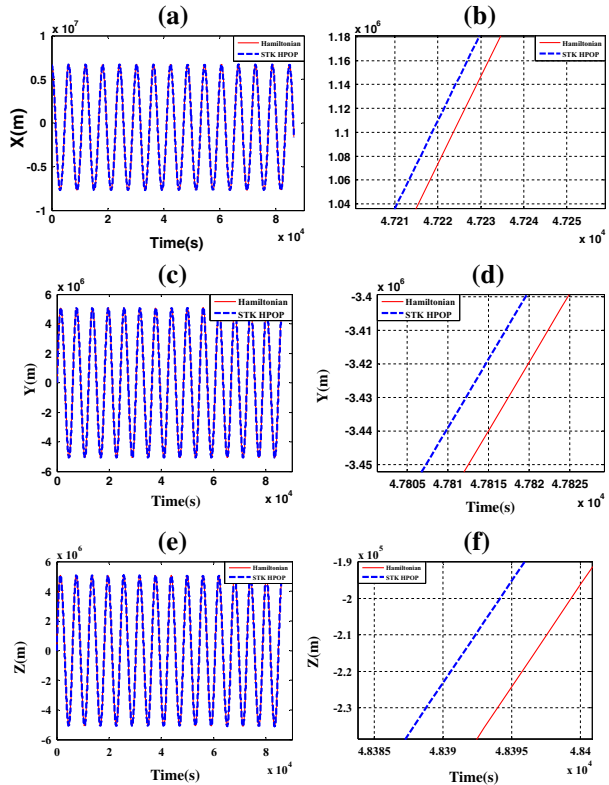 (a)
x 10^7
1
0.5
0
-0.5
-1
X(m)
Hamiltonian
STK HPOP
0 2 4 6 8
x 10^4
Time(s)
(b)
x 10^6
1.18
1.16
1.14
1.12
1.1
1.08
1.06
1.04
Hamiltonian
STK HPOP
4.721 4.722 4.723 4.724 4.725
x 10^4
(c)
x 10^6
6
4
2
0
-2
-4
-6
Y(m)
Hamiltonian
STK HPOP
0 2 4 6 8
x 10^4
Time(s)
(d)
x 10^6
-3.4
-3.41
-3.42
-3.43
-3.44
-3.45
Y(m)
Hamiltonian
STK HPOP
4.7805 4.781 4.7815 4.782 4.7825
x 10^4
Time(s)
(e)
x 10^6
6
4
2
0
-2
-4
-6
Z(m)
Hamiltonian
STK HPOP
0 2 4 6 8
x 10^4
Time(s)
(f)
x 10^5
-1.9
-2
-2.1
-2.2
-2.3
Z(m)
Hamiltonian
STK HPOP
4.8385 4.839 4.8395 4.84
x 10^4
Time(s)